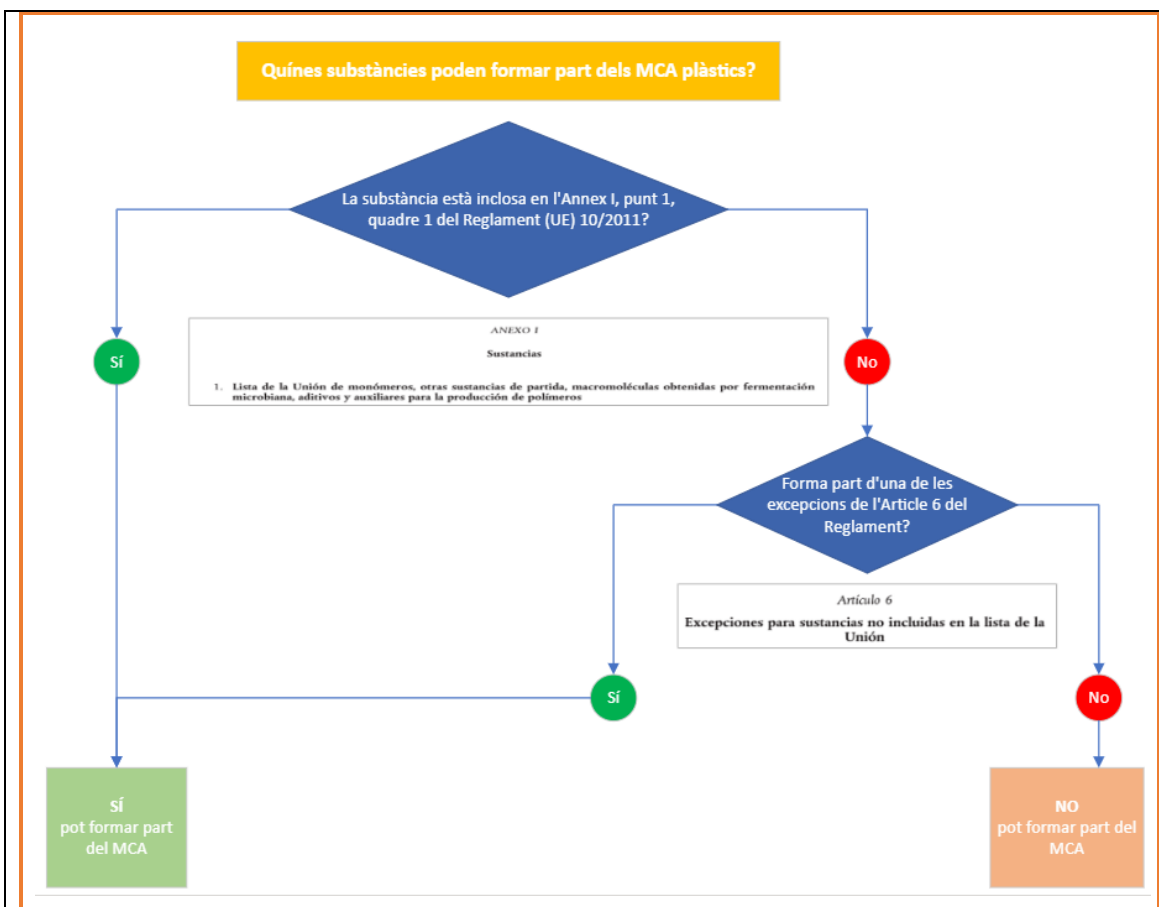 Quínes substàncies poden formar part dels MCA plàstics?
La substància està inclosa en l'Annex I, punt 1,
quadre 1 del Reglament (UE) 10/2011?
ANEXO I
Sustancias
1. Lista de la Unión de monómeros, otras sustancias de partida, macromoléculas obtenidas por fermentación
microbiana, aditivos y auxiliares para la producción de polímeros
Sí
No
Forma part d'una de les
excepcions de l'Article 6 del
Reglament?
Artículo 6
Excepciones para sustancias no incluidas en la lista de la
Unión
Sí
No
SÍ
pot formar part
del MCA
NO
pot formar part del
MCA